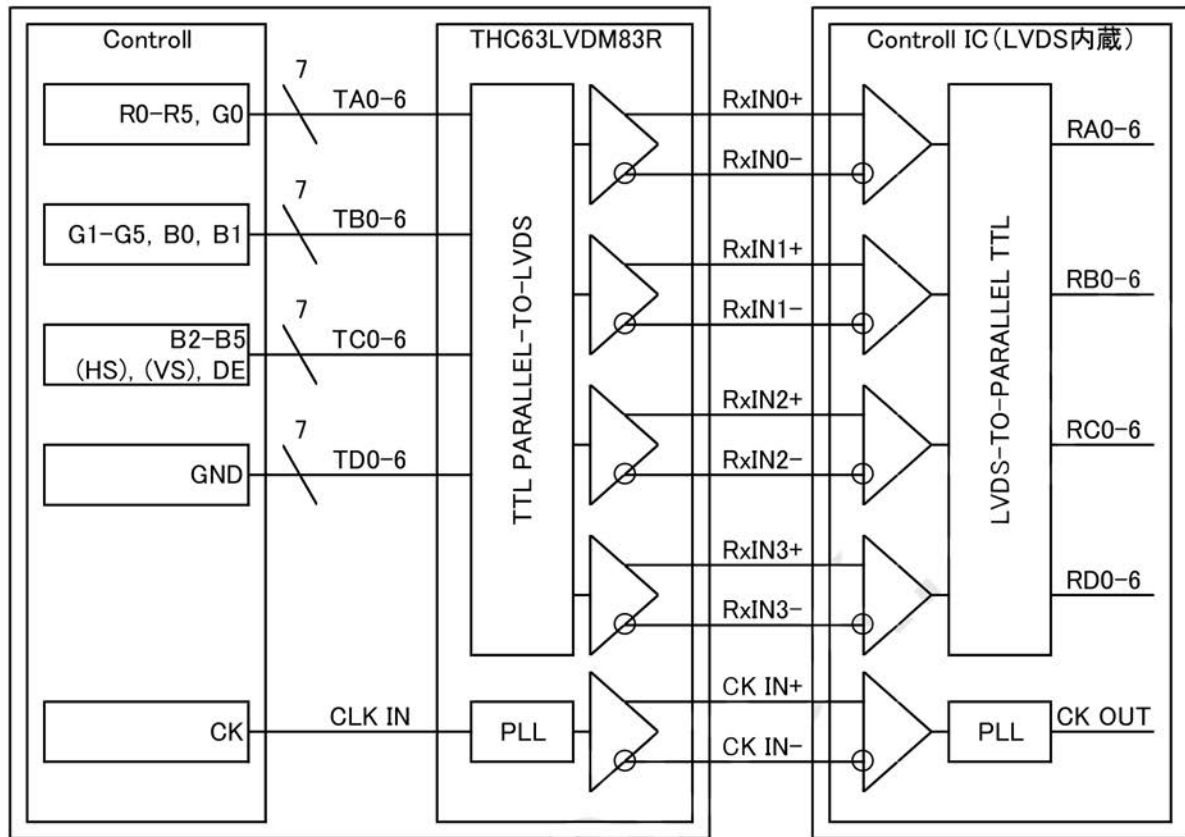 Controll
THC63LVDM83R
Controll IC(LVDS内蔵)
R0-R5, G0
7
TA0-6
G1-G5, B0, B1
7
TB0-6
B2-B5
(HS), (VS), DE
7
TC0-6
GND
7
TD0-6
CK
CLK IN
TTL PARALLEL-TO-LVDS
PLL
RxIN0+
RxIN0-
RxIN1+
RxIN1-
RxIN2+
RxIN2-
RxIN3+
RxIN3-
CK IN+
CK IN-
LVDS-TO-PARALLEL TTL
PLL
RA0-6
RB0-6
RC0-6
RD0-6
CK OUT